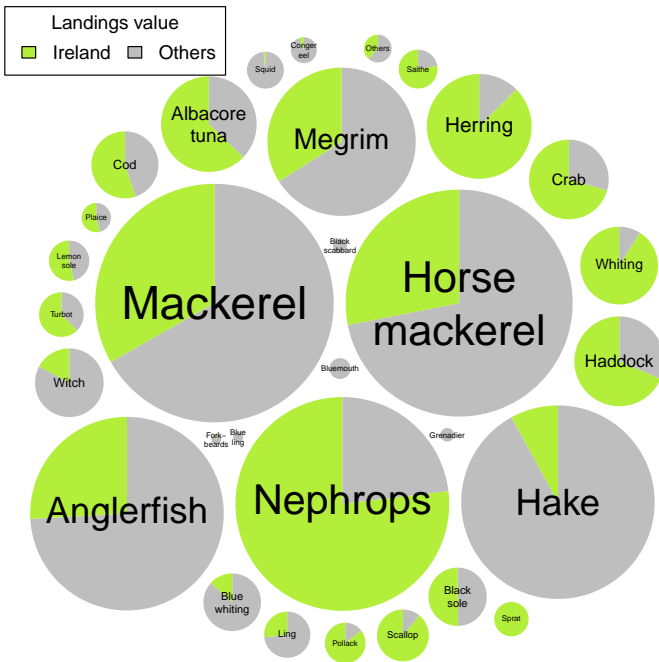 Landings value
Ireland
Others
Conger
eel
Others
Squid
Saithe
Albacore
tuna
Megrim
Herring
Cod
Crab
Plaice
Black
scabbard
Lemon
sole
Whiting
Mackerel
Horse
mackerel
Turbot
Bluemouth
Haddock
Witch
Fork−
beards
Blue
ling
Grenadier
Anglerfish
Nephrops
Hake
Blue
whiting
Black
sole
Sprat
Ling
Pollack
Scallop